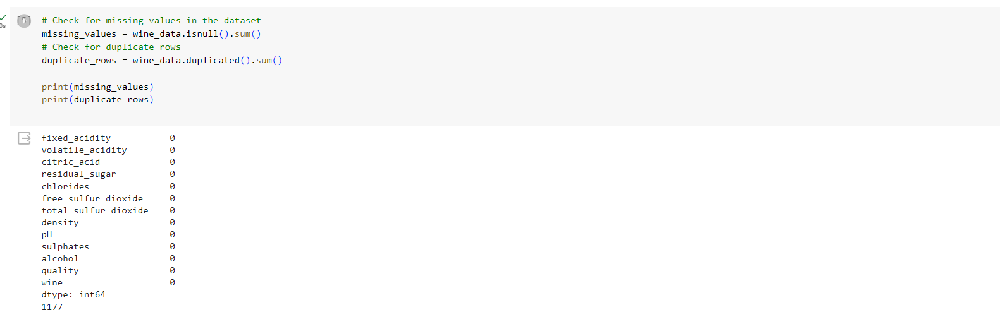 [5]
0s
# Check for missing values in the dataset
missing_values = wine_data.isnull().sum()
# Check for duplicate rows
duplicate_rows = wine_data.duplicated().sum()
print(missing_values)
print(duplicate_rows)
fixed_acidity 0
volatile_acidity 0
citric_acid 0
residual_sugar 0
chlorides 0
free_sulfur_dioxide 0
total_sulfur_dioxide 0
density 0
pH 0
sulphates 0
alcohol 0
quality 0
wine 0
dtype: int64
1177